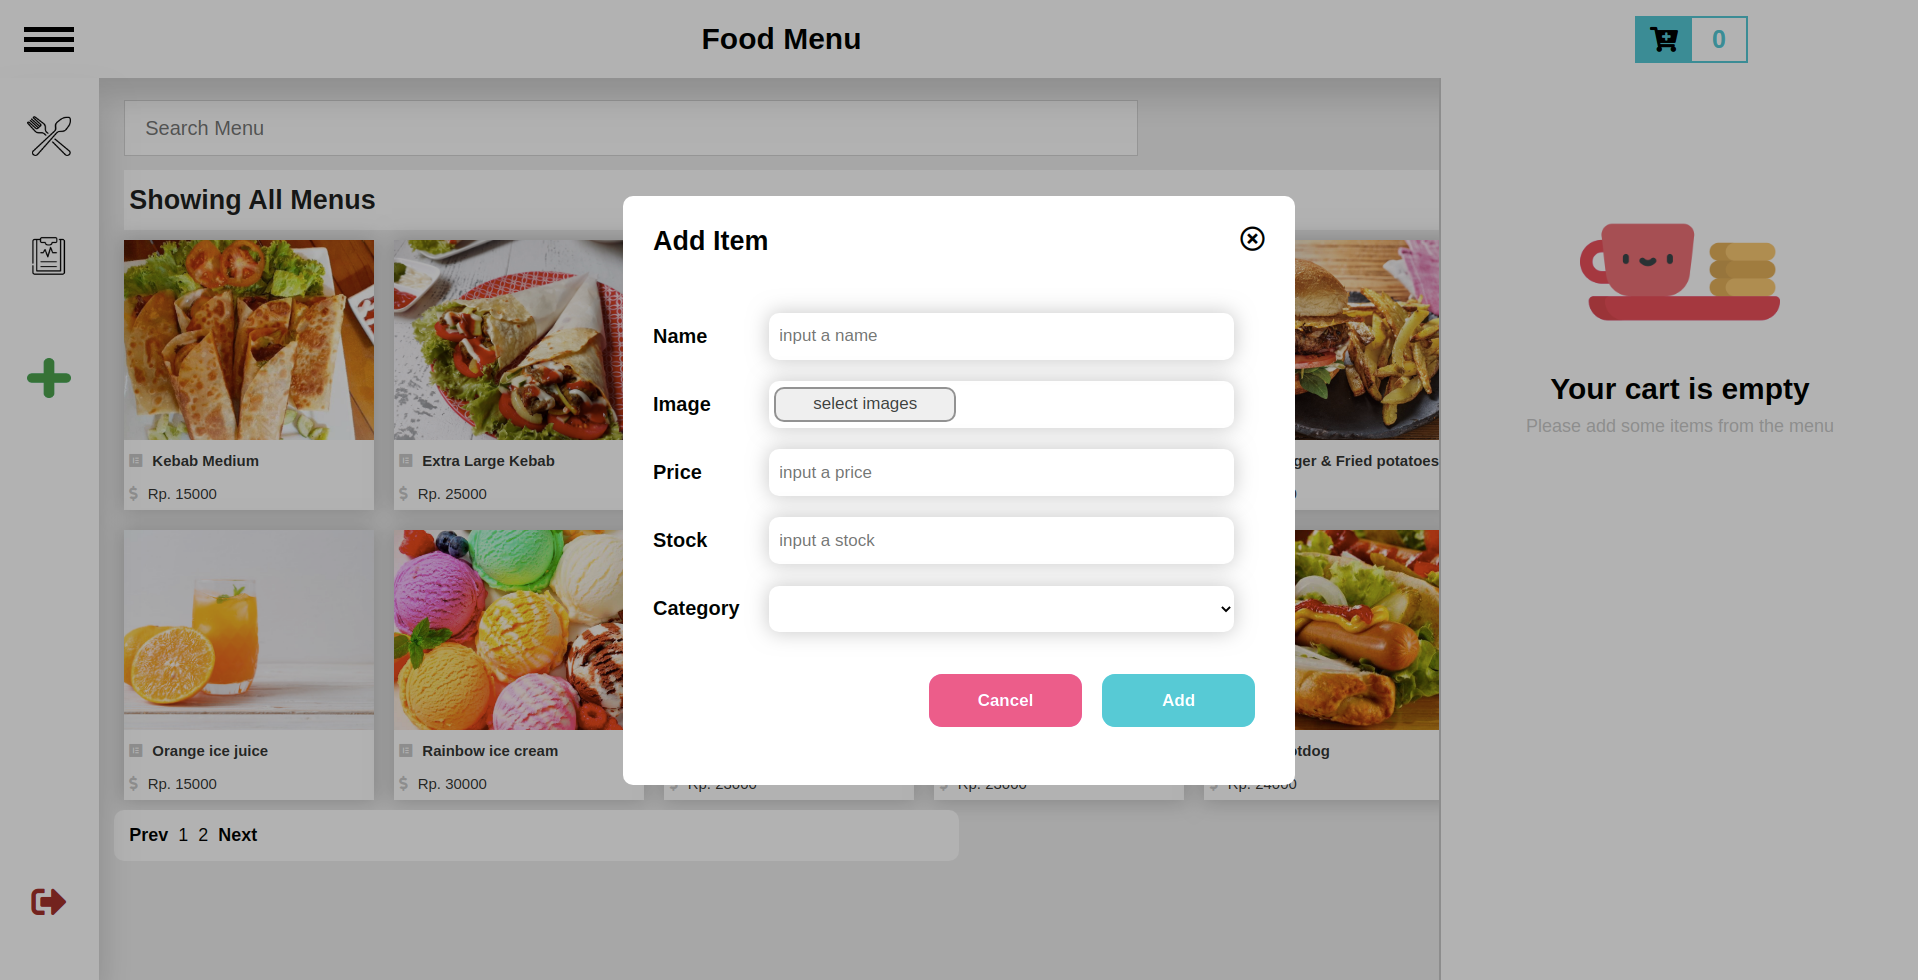 Food Menu
0
Search Menu
Showing All Menus
Add Item
Name
input a name
Image
select images
Price
input a price
Stock
input a stock
Category
Cancel
Add
Kebab Medium
Rp. 15000
Extra Large Kebab
Rp. 25000
ger & Fried potatoes
Orange ice juice
Rp. 15000
Rainbow ice cream
Rp. 30000
otdog
Rp. 24000
Prev 1 2 Next
Your cart is empty
Please add some items from the menu